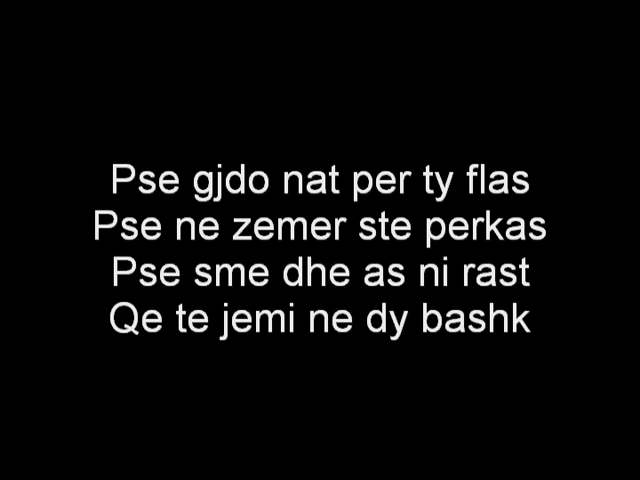 Pse gjdo nat per ty flas
Pse ne zemer ste perkas
Pse sme dhe as ni rast
Qe te jemi ne dy bashk